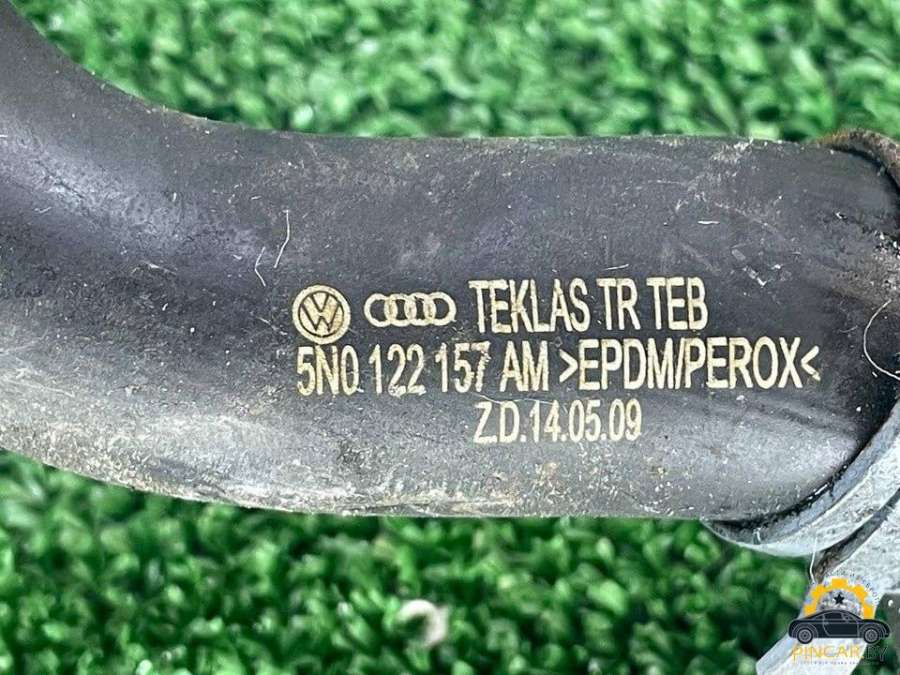 TEKLAS TR TEB
5N0 122 157 AM >EPDM/PEROX<
Z.D.14.05.09
PINCAR.BY